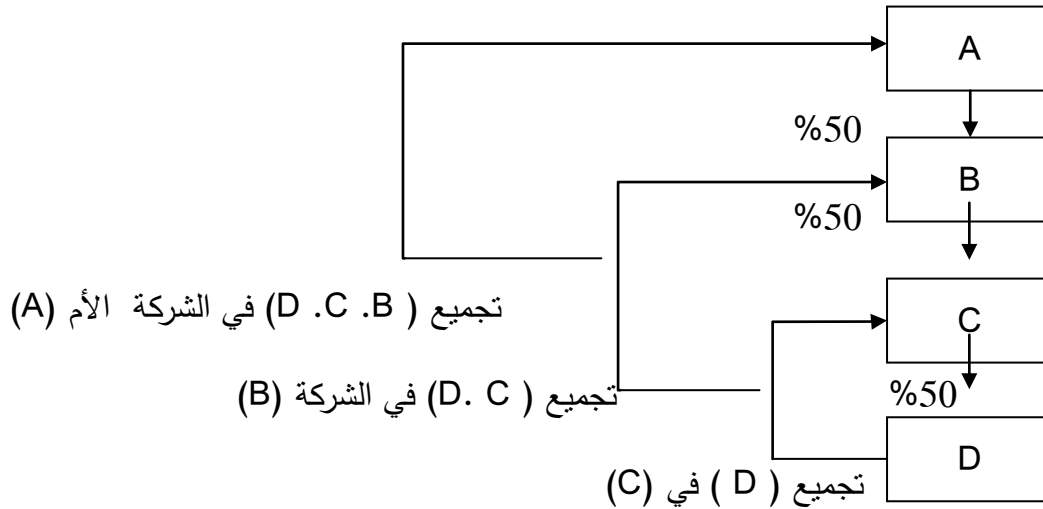 A
%50
B
%50
تجميع ( D .C .B) في الشركة الأم (A)
C
تجميع ( D. C) في الشركة (B)
%50
D
تجميع ( D ) في (C)